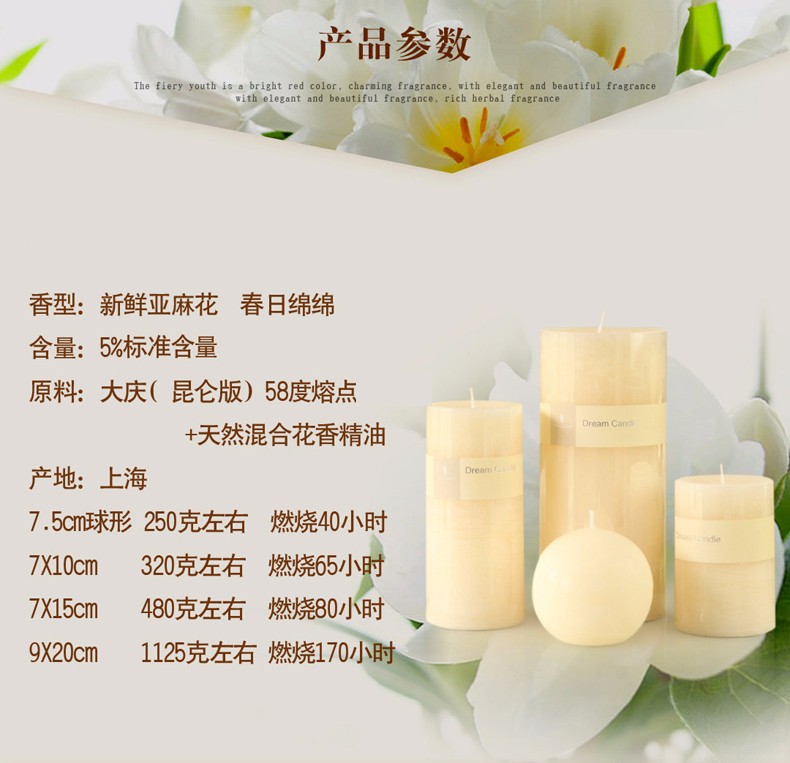 产品参数
The fiery youth is a bright red color, charming fragrance, with elegant and beautiful fragrance
with elegant and beautiful fragrance, rich herbal fragrance
香型：新鲜亚麻花 春日绵绵
含量：5%标准含量
原料：大庆( 昆仑版) 58度熔点
+天然混合花香精油
产地：上海
7.5cm球形 250克左右 燃烧40小时
7X10cm 320克左右 燃烧65小时
7X15cm 480克左右 燃烧80小时
9X20cm 1125克左右 燃烧170小时
Dream Candle
Dream
Dream Candle